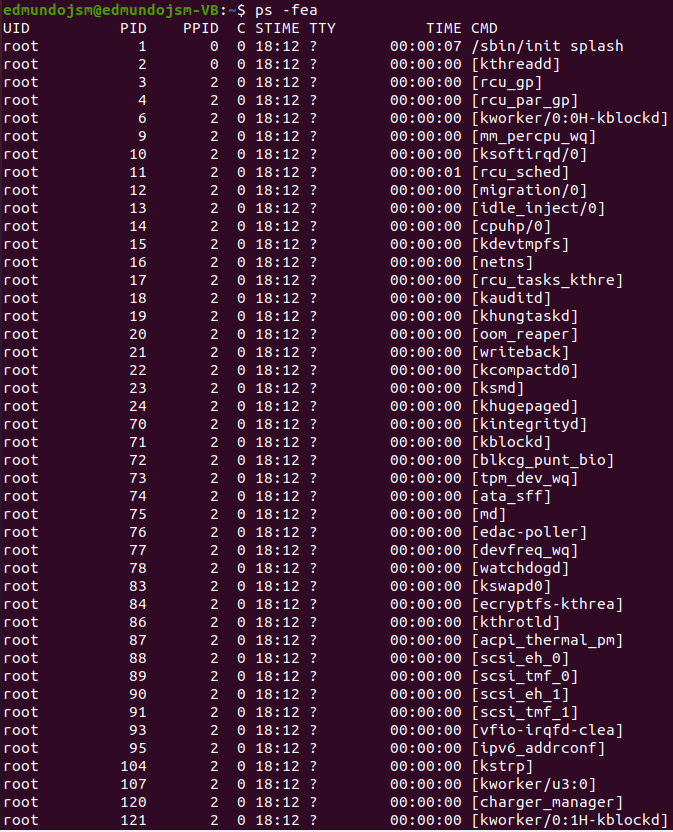 edmundojsm@edmundojsm-VB:~$ ps -fea
UID          PID    PPID  C STIME TTY          TIME CMD
root           1       0  0 18:12 ?        00:00:07 /sbin/init splash
root           2       0  0 18:12 ?        00:00:00 [kthreadd]
root           3       2  0 18:12 ?        00:00:00 [rcu_gp]
root           4       2  0 18:12 ?        00:00:00 [rcu_par_gp]
root           6       2  0 18:12 ?        00:00:00 [kworker/0:0H-kblockd]
root           9       2  0 18:12 ?        00:00:00 [mm_percpu_wq]
root          10       2  0 18:12 ?        00:00:00 [ksoftirqd/0]
root          11       2  0 18:12 ?        00:00:01 [rcu_sched]
root          12       2  0 18:12 ?        00:00:00 [migration/0]
root          13       2  0 18:12 ?        00:00:00 [idle_inject/0]
root          14       2  0 18:12 ?        00:00:00 [cpuhp/0]
root          15       2  0 18:12 ?        00:00:00 [kdevtmpfs]
root          16       2  0 18:12 ?        00:00:00 [netns]
root          17       2  0 18:12 ?        00:00:00 [rcu_tasks_kthre]
root          18       2  0 18:12 ?        00:00:00 [kauditd]
root          19       2  0 18:12 ?        00:00:00 [khungtaskd]
root          20       2  0 18:12 ?        00:00:00 [oom_reaper]
root          21       2  0 18:12 ?        00:00:00 [writeback]
root          22       2  0 18:12 ?        00:00:00 [kcompactd0]
root          23       2  0 18:12 ?        00:00:00 [ksmd]
root          24       2  0 18:12 ?        00:00:00 [khugepaged]
root          70       2  0 18:12 ?        00:00:00 [kintegrityd]
root          71       2  0 18:12 ?        00:00:00 [kblockd]
root          72       2  0 18:12 ?        00:00:00 [blkcg_punt_bio]
root          73       2  0 18:12 ?        00:00:00 [tpm_dev_wq]
root          74       2  0 18:12 ?        00:00:00 [ata_sff]
root          75       2  0 18:12 ?        00:00:00 [md]
root          76       2  0 18:12 ?        00:00:00 [edac-poller]
root          77       2  0 18:12 ?        00:00:00 [devfreq_wq]
root          78       2  0 18:12 ?        00:00:00 [watchdogd]
root          83       2  0 18:12 ?        00:00:00 [kswapd0]
root          84       2  0 18:12 ?        00:00:00 [ecryptfs-kthrea]
root          86       2  0 18:12 ?        00:00:00 [kthrotld]
root          87       2  0 18:12 ?        00:00:00 [acpi_thermal_pm]
root          88       2  0 18:12 ?        00:00:00 [scsi_eh_0]
root          89       2  0 18:12 ?        00:00:00 [scsi_tmf_0]
root          90       2  0 18:12 ?        00:00:00 [scsi_eh_1]
root          91       2  0 18:12 ?        00:00:00 [scsi_tmf_1]
root          93       2  0 18:12 ?        00:00:00 [vfio-irqfd-clea]
root          95       2  0 18:12 ?        00:00:00 [ipv6_addrconf]
root         104       2  0 18:12 ?        00:00:00 [kstrp]
root         107       2  0 18:12 ?        00:00:00 [kworker/u3:0]
root         120       2  0 18:12 ?        00:00:00 [charger_manager]
root         121       2  0 18:12 ?        00:00:00 [kworker/0:1H-kblockd]